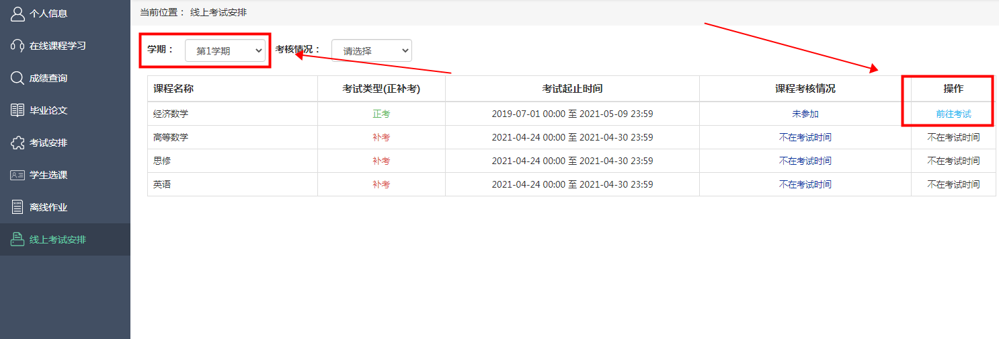 个人信息
在线课程学习
成绩查询
毕业论文
考试安排
学生选课
离线作业
线上考试安排
当前位置： 线上考试安排
学期： 第1学期 考核情况： 请选择
课程名称 考试类型(正补考) 考试起止时间 课程考核情况 操作
经济数学 正考 2019-07-01 00:00 至 2021-05-09 23:59 未参加 前往考试
高等数学 补考 2021-04-24 00:00 至 2021-04-30 23:59 不在考试时间 不在考试时间
思修 补考 2021-04-24 00:00 至 2021-04-30 23:59 不在考试时间 不在考试时间
英语 补考 2021-04-24 00:00 至 2021-04-30 23:59 不在考试时间 不在考试时间